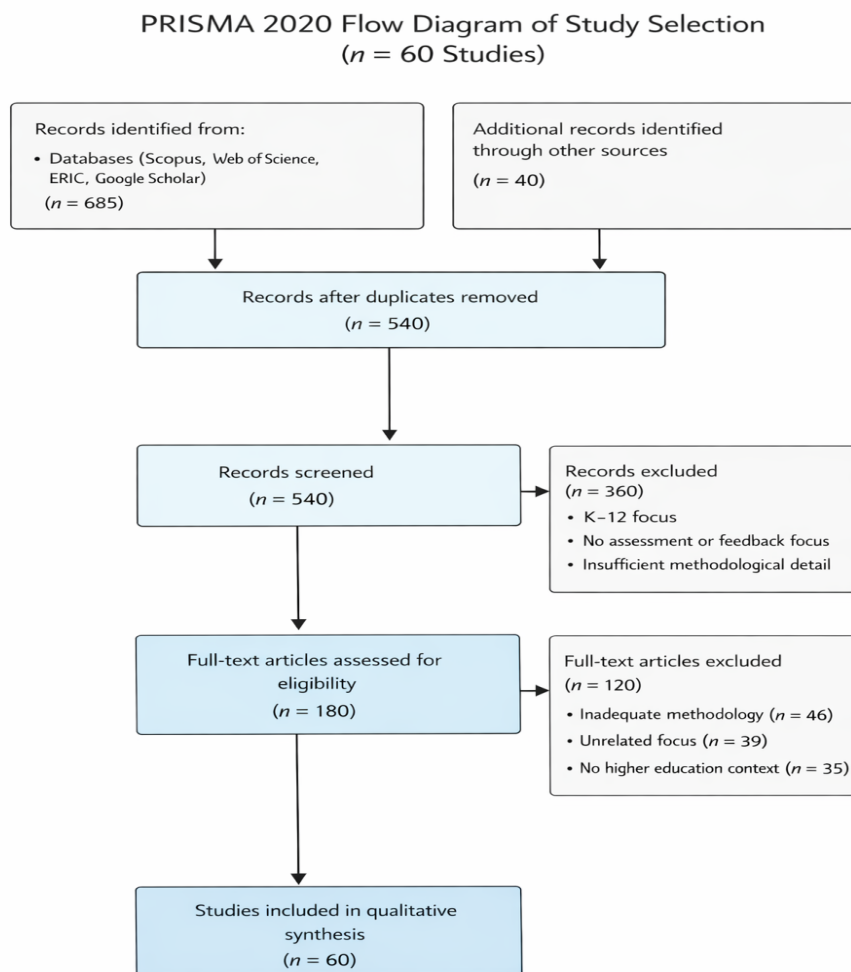 PRISMA 2020 Flow Diagram of Study Selection
(n = 60 Studies)
Records identified from:
• Databases (Scopus, Web of Science,
ERIC, Google Scholar)
(n = 685)
Additional records identified
through other sources
(n = 40)
Records after duplicates removed
(n = 540)
Records screened
(n = 540)
Records excluded
(n = 360)
• K–12 focus
• No assessment or feedback focus
• Insufficient methodological detail
Full-text articles assessed for
eligibility
(n = 180)
Full-text articles excluded
(n = 120)
• Inadequate methodology (n = 46)
• Unrelated focus (n = 39)
• No higher education context (n = 35)
Studies included in qualitative
synthesis
(n = 60)